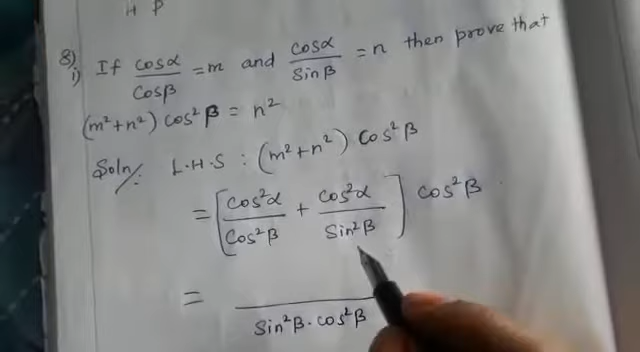 H P
8)
i) If cosα/cosβ = m and cosα/sinβ = n then prove that
(m²+n²) cos²β = n²
Soln/: L.H.S : (m²+n²) cos²β
= [cos²α/cos²β + cos²α/sin²β] cos²β
= /sin²β·cos²β